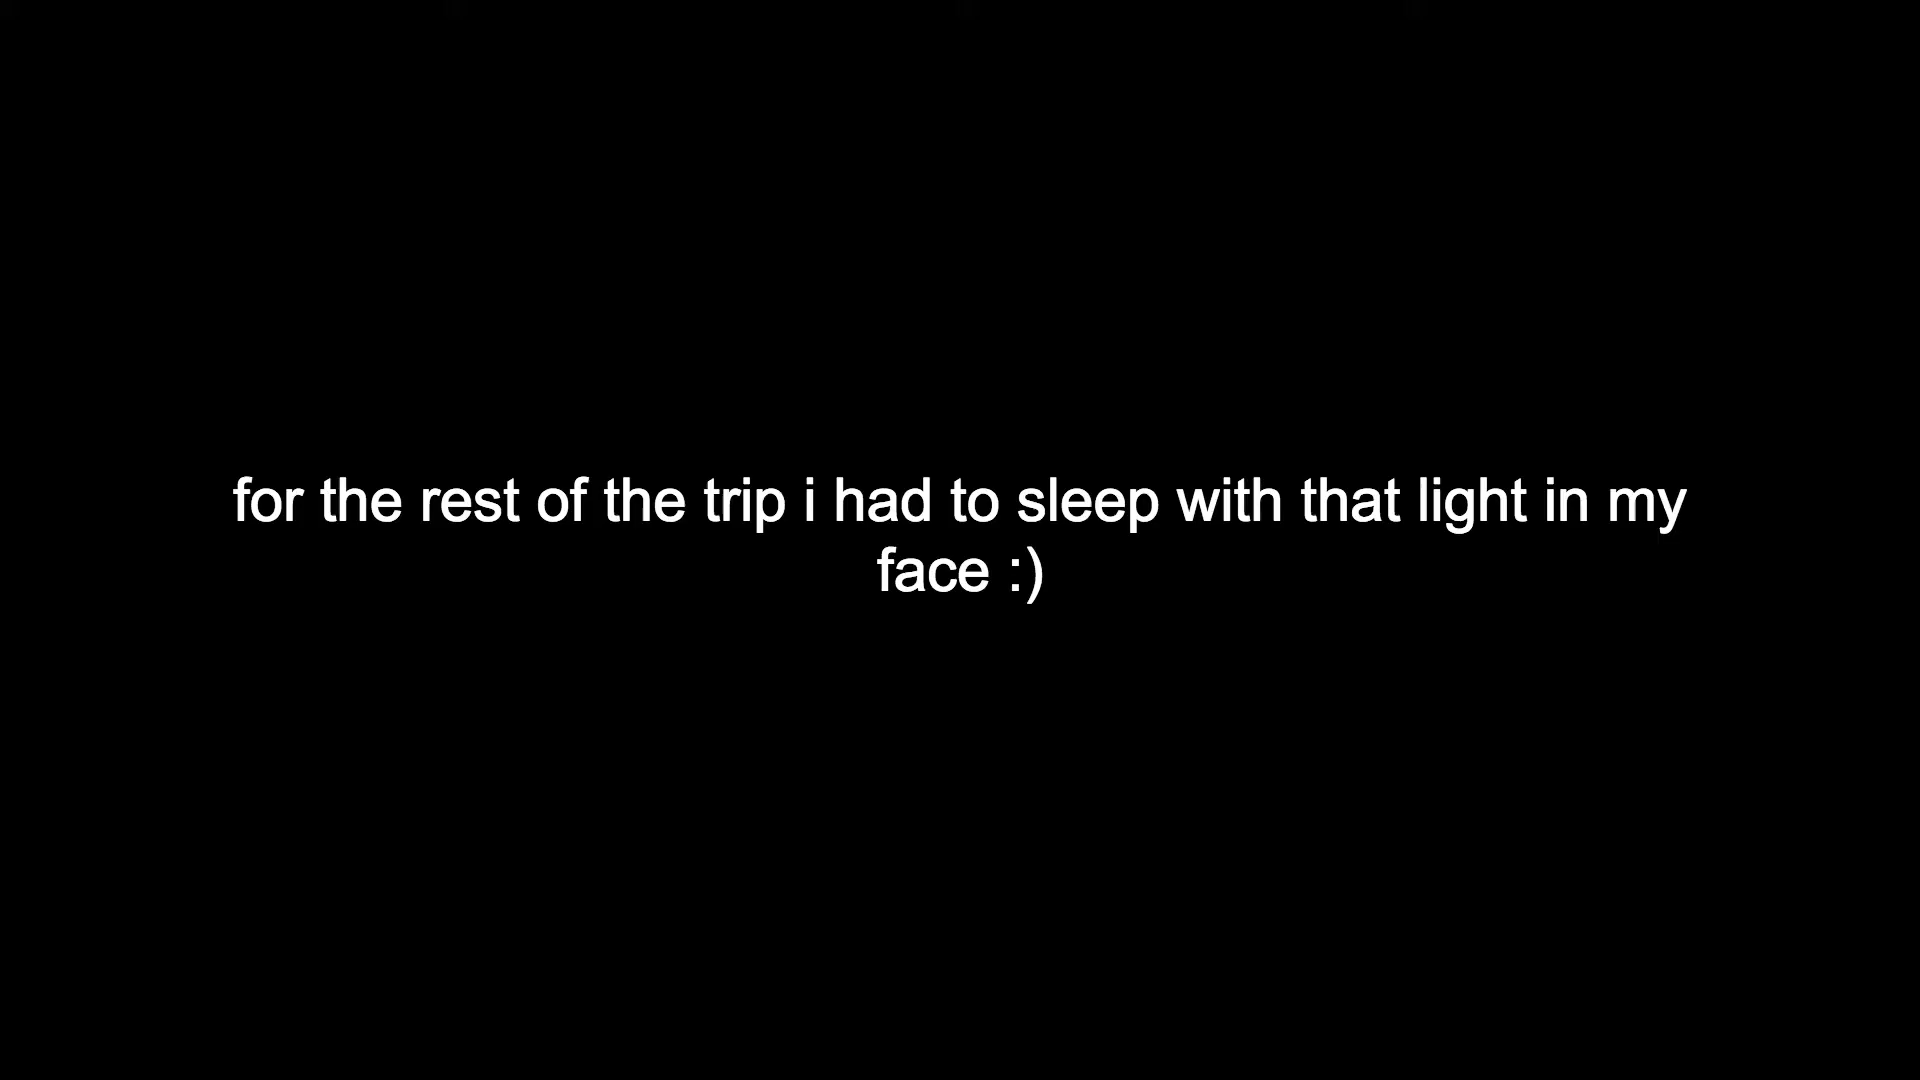 for the rest of the trip i had to sleep with that light in my
face :)